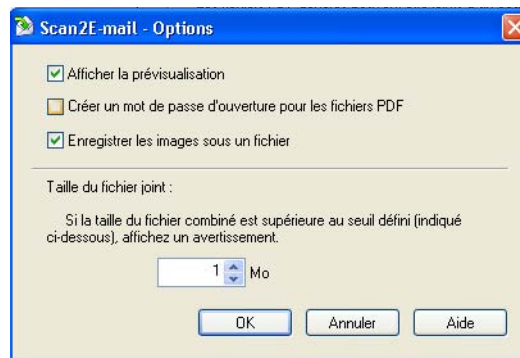 Scan2E-mail - Options
Afficher la prévisualisation
Créer un mot de passe d'ouverture pour les fichiers PDF
Enregistrer les images sous un fichier
Taille du fichier joint :
Si la taille du fichier combiné est supérieure au seuil défini (indiqué
ci-dessous), affichez un avertissement.
1 Mo
OK Annuler Aide